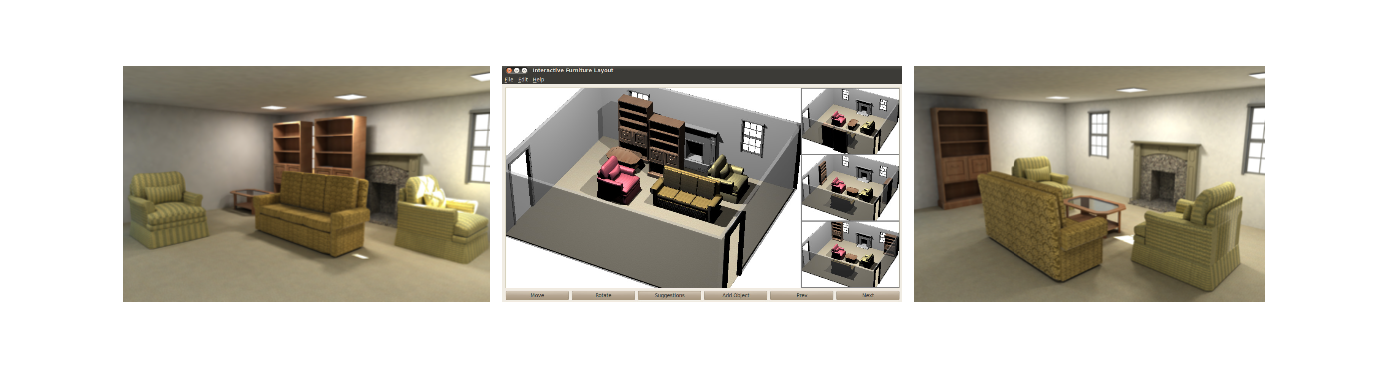 Interactive Furniture Layout
File Edit Help
Move Rotate Suggestions Add Object Prev Next